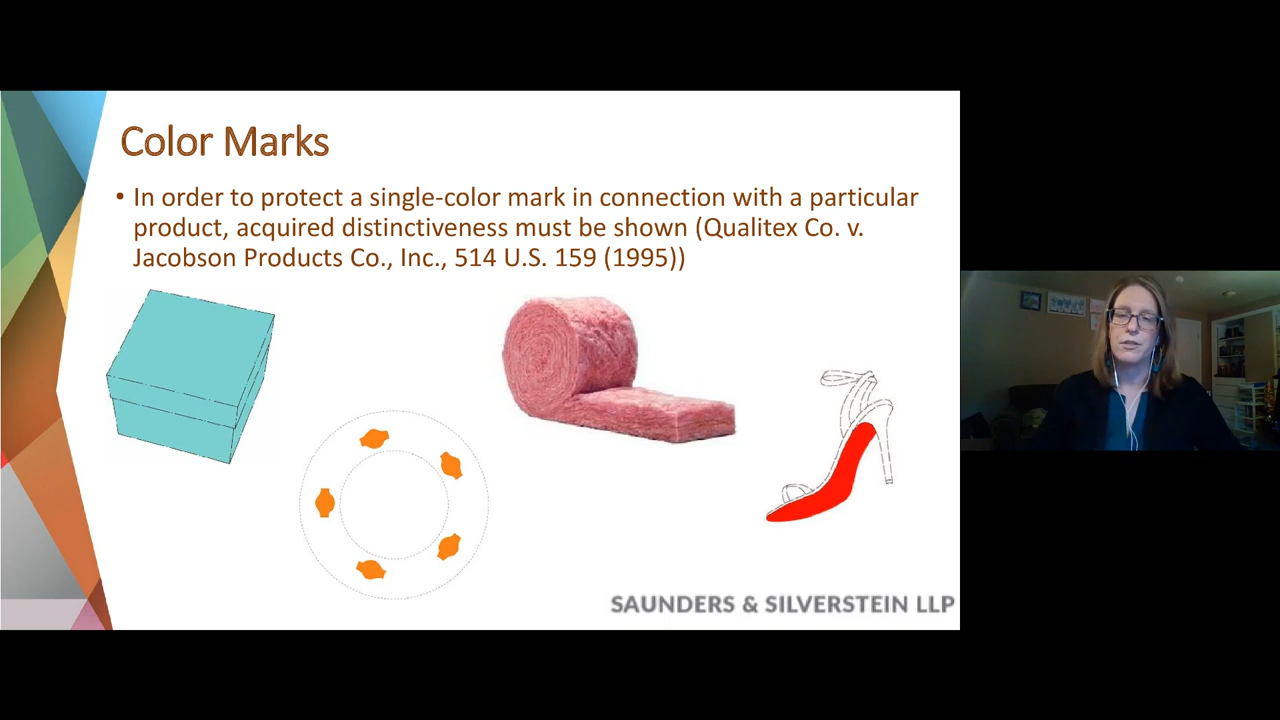 Color Marks
• In order to protect a single-color mark in connection with a particular
product, acquired distinctiveness must be shown (Qualitex Co. v.
Jacobson Products Co., Inc., 514 U.S. 159 (1995))
SAUNDERS & SILVERSTEIN LLP